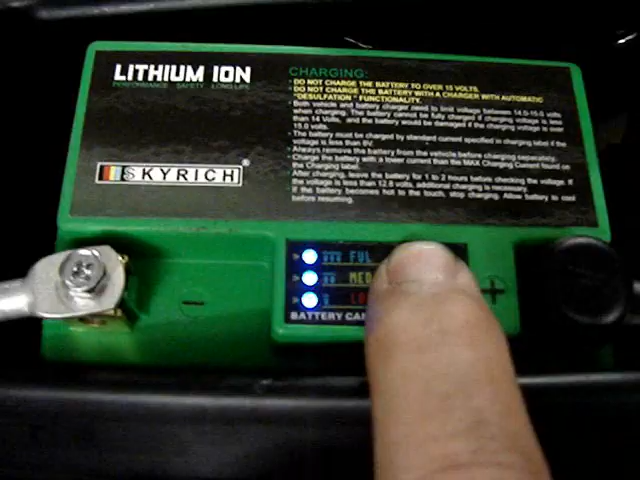 LITHIUM ION
PERFORMANCE SAFETY LONG LIFE
SKYRICH®
CHARGING:
· DO NOT CHARGE THE BATTERY TO OVER 15 VOLTS.
· DO NOT CHARGE THE BATTERY WITH A CHARGER WITH AUTOMATIC
"DESULFATION" FUNCTIONALITY.
· Both vehicle and battery charger need to limit voltage between 14.0-15.0 volts
when charging. The battery cannot be fully charged if charging voltage is less
than 14 Volts, and the battery would be damaged if the charging voltage is over
15.0 volts.
· The battery must be charged by standard current specified in charging label if the
voltage is less than 8V.
· Always remove the battery from the vehicle before charging separately.
· Charge the battery with a lower current than the MAX Charging Current found on
the Charging label.
· After charging, leave the battery for 1 to 2 hours before checking the voltage. If
the voltage is less than 12.8 volts, additional charging is necessary.
· If the battery becomes hot to the touch, stop charging. Allow battery to cool
before resuming.
FUL
MED
LO
BATTERY CA
− +